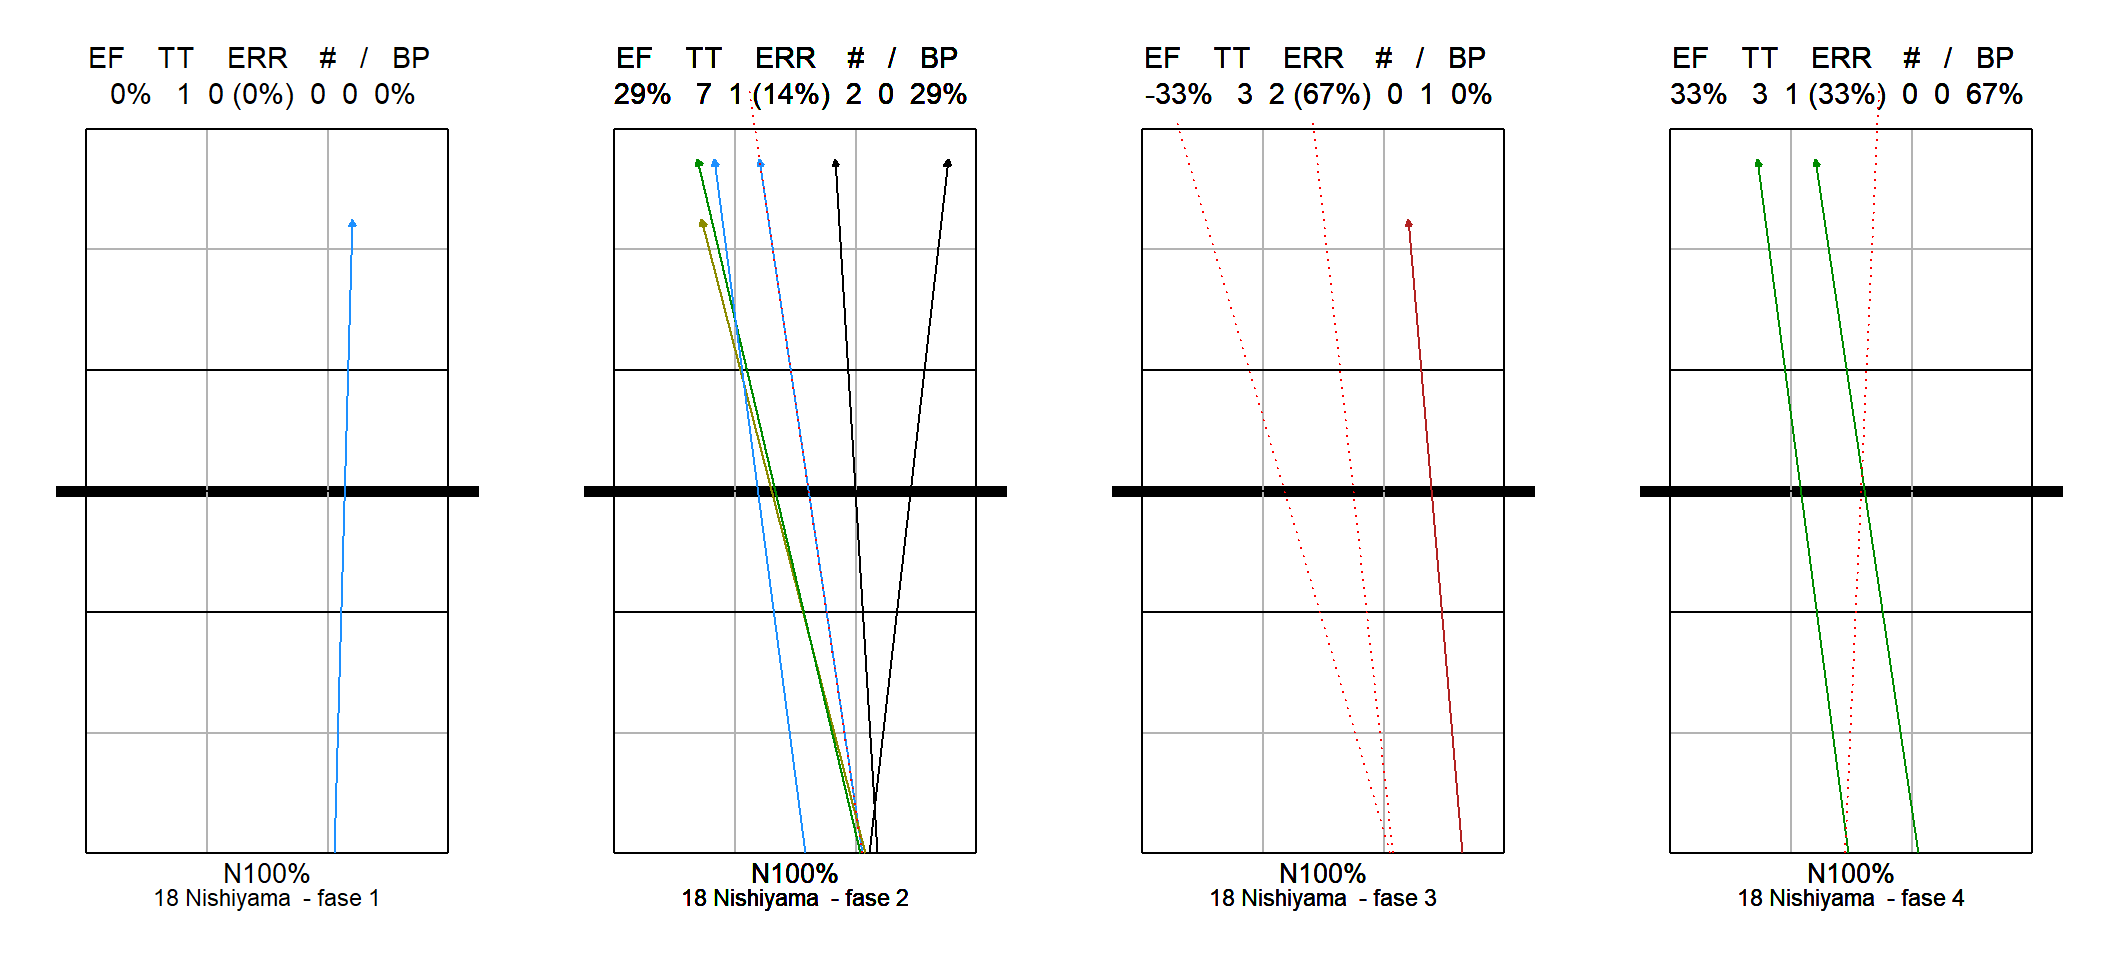 EF TT ERR # / BP
0% 1 0 (0%) 0 0 0%
N100%
18 Nishiyama - fase 1
EF TT ERR # / BP
29% 7 1 (14%) 2 0 29%
N100%
18 Nishiyama - fase 2
EF TT ERR # / BP
-33% 3 2 (67%) 0 1 0%
N100%
18 Nishiyama - fase 3
EF TT ERR # / BP
33% 3 1 (33%) 0 0 67%
N100%
18 Nishiyama - fase 4